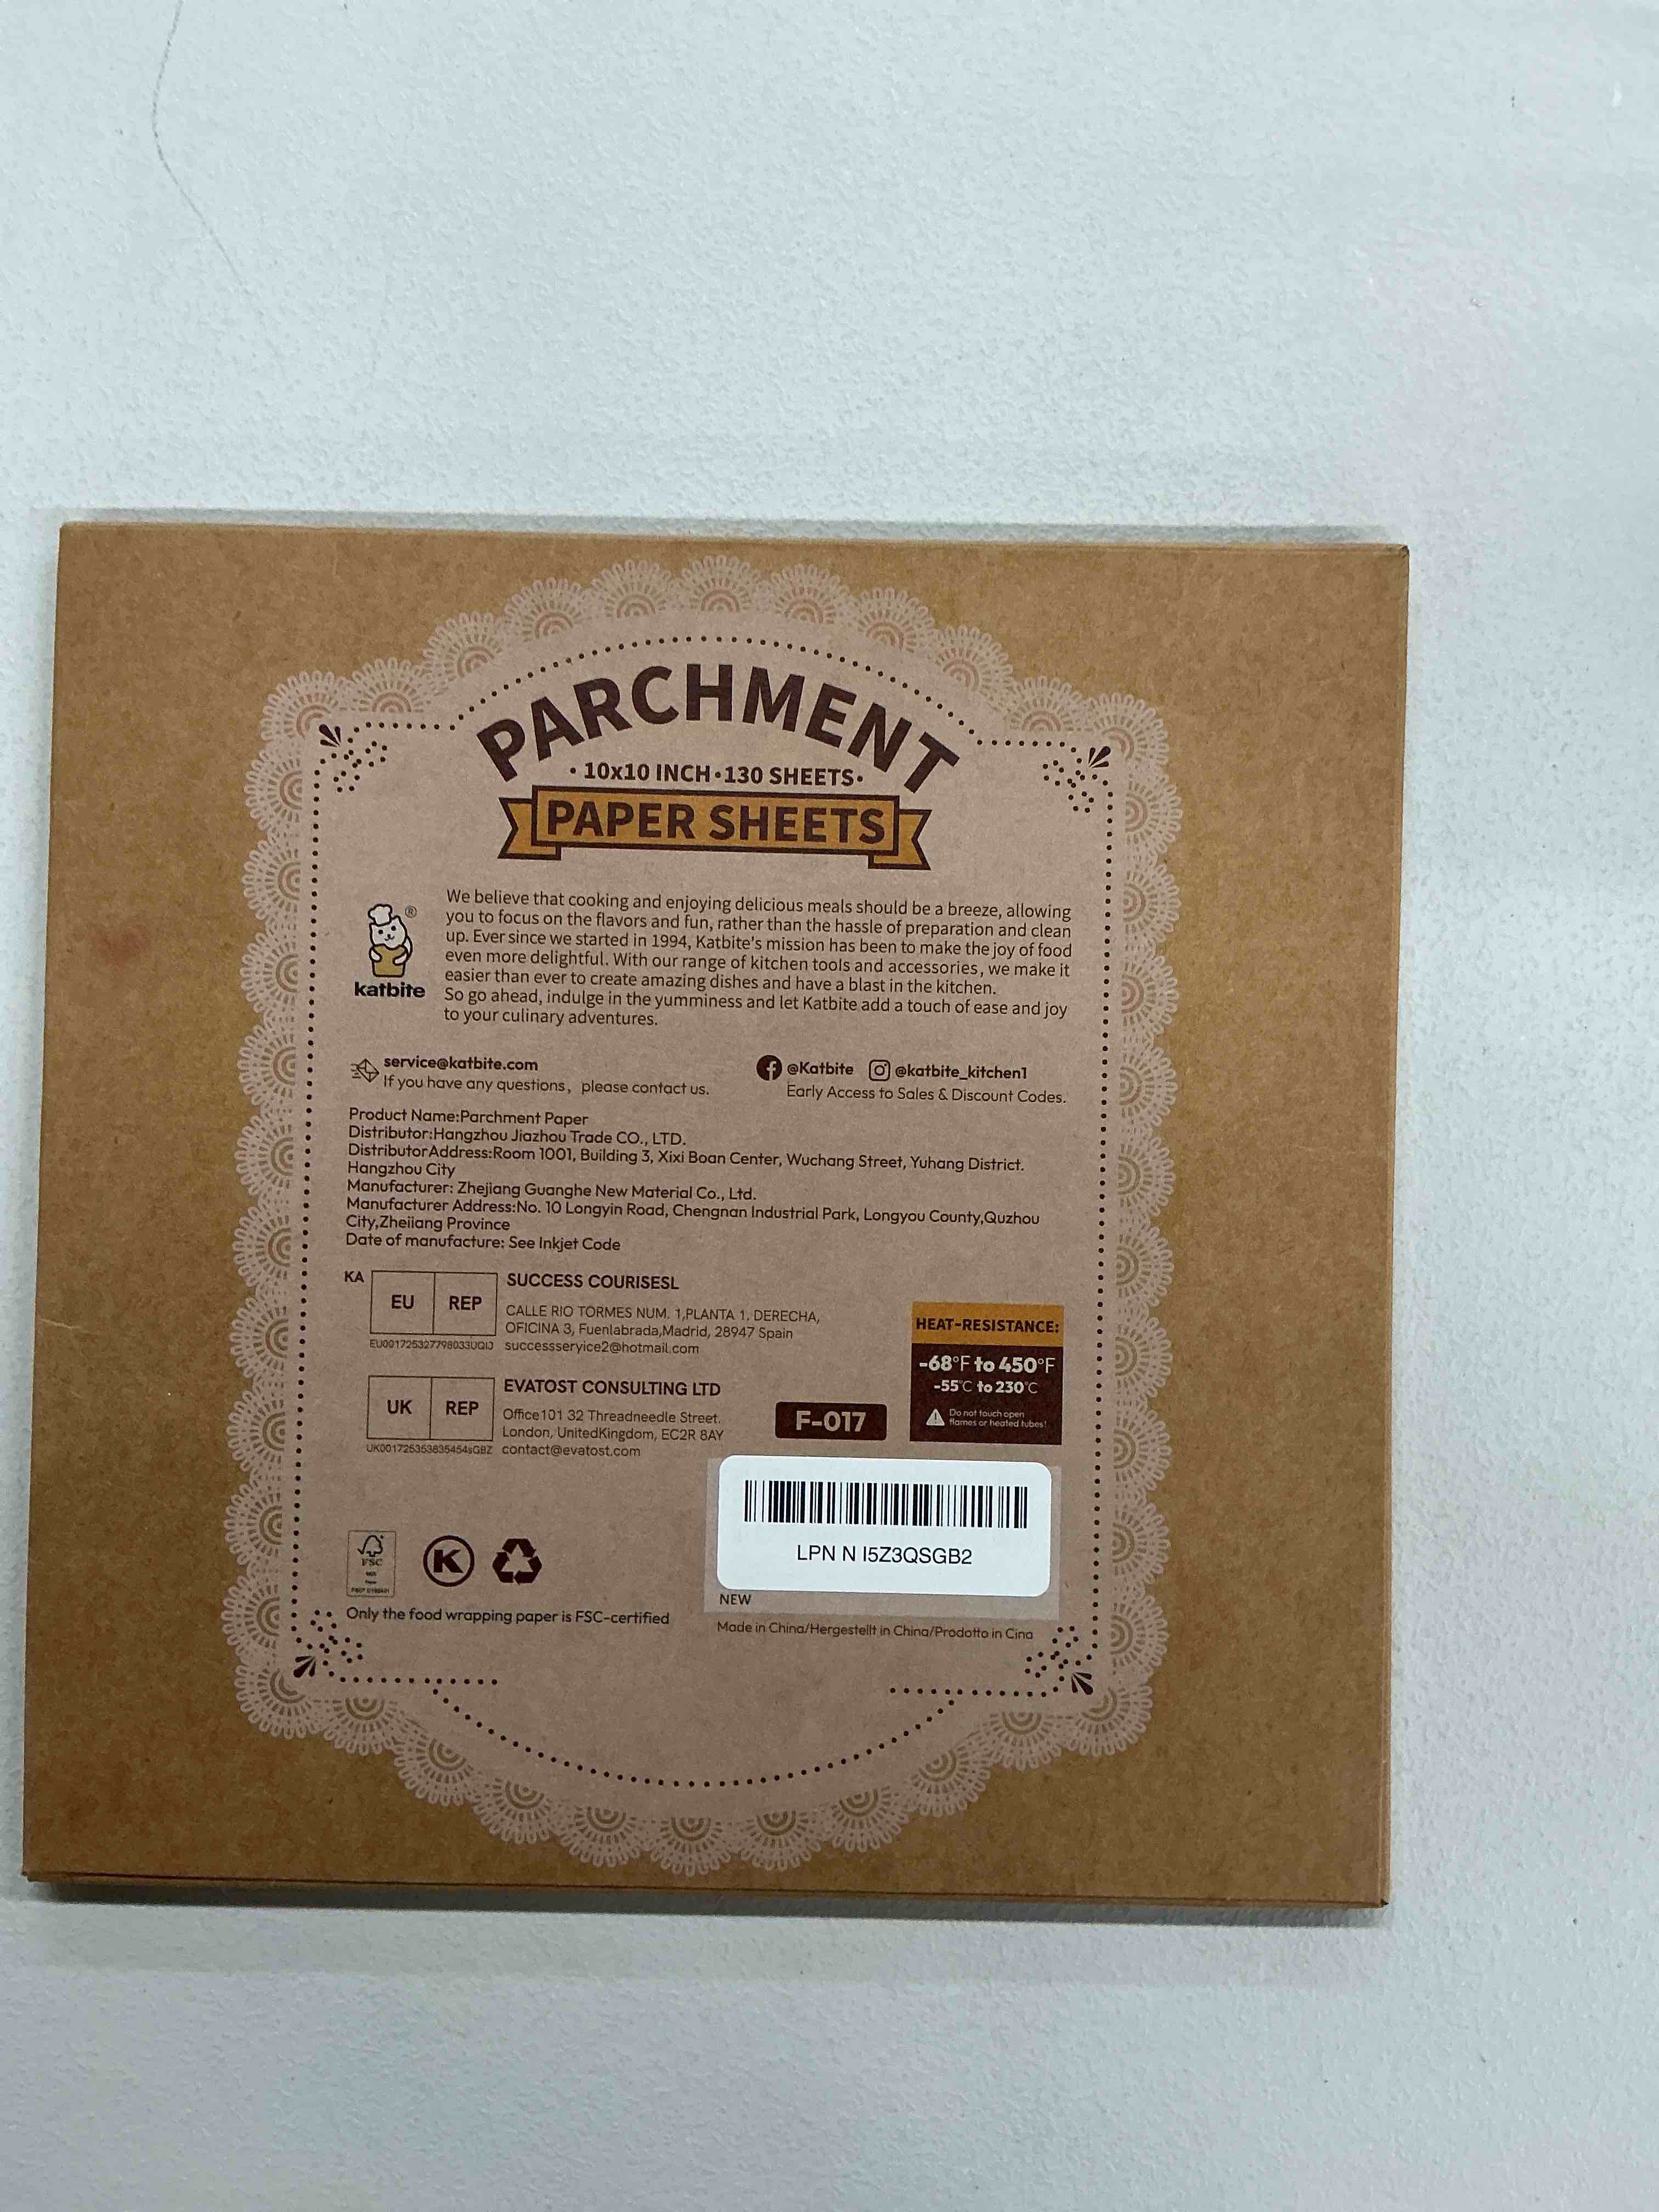 PARCHMENT
· 10x10 INCH·130 SHEETS·
PAPER SHEETS
We believe that cooking and enjoying delicious meals should be a breeze, allowing
you to focus on the flavors and fun, rather than the hassle of preparation and clean
up. Ever since we started in 1994, Katbite's mission has been to make the joy of food
even more delightful. With our range of kitchen tools and accessories, we make it
easier than ever to create amazing dishes and have a blast in the kitchen.
So go ahead, indulge in the yumminess and let Katbite add a touch of ease and joy
to your culinary adventures.
®
katbite
service@katbite.com
If you have any questions, please contact us.
@Katbite @katbite_kitchen1
Early Access to Sales & Discount Codes.
Product Name:Parchment Paper
Distributor:Hangzhou Jiazhou Trade CO., LTD.
DistributorAddress:Room 1001, Building 3, Xixi Boan Center, Wuchang Street, Yuhang District.
Hangzhou City
Manufacturer: Zhejiang Guanghe New Material Co., Ltd.
Manufacturer Address:No. 10 Longyin Road, Chengnan Industrial Park, Longyou County,Quzhou
City,Zheiiang Province
Date of manufacture: See Inkjet Code
KA
EU REP
EU001725327798033UQIJ
SUCCESS COURISESL
CALLE RIO TORMES NUM. 1,PLANTA 1, DERECHA,
OFICINA 3, Fuenlabrada,Madrid, 28947 Spain
successseryice2@hotmail.com
UK REP
UK001725353835454sGBZ
EVATOST CONSULTING LTD
Office101 32 Threadneedle Street.
London, UnitedKingdom, EC2R 8AY
contact@evatost.com
F-017
HEAT-RESISTANCE:
-68°F to 450°F
-55°C to 230°C
Do not touch open
flames or heated tubes!
LPN N I5Z3QSGB2
NEW
FSC
K
Only the food wrapping paper is FSC-certified
Made in China/Hergestellt in China/Prodotto in Cina